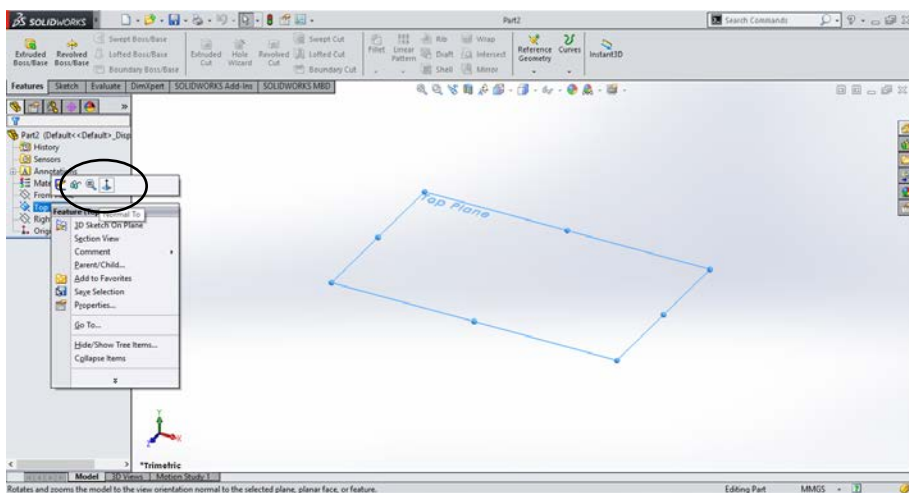 SOLIDWORKS
Part2
Search Commands
Extruded Boss/Base
Revolved Boss/Base
Swept Boss/Base
Lofted Boss/Base
Boundary Boss/Base
Extruded Cut
Hole Wizard
Revolved Cut
Swept Cut
Lofted Cut
Boundary Cut
Fillet
Linear Pattern
Rib
Draft
Shell
Wrap
Intersect
Mirror
Reference Geometry
Curves
Instant3D
Features
Sketch
Evaluate
DimXpert
SOLIDWORKS Add-Ins
SOLIDWORKS MBD
Part2 (Default<<Default>_Disp
History
Sensors
Annotations
Mate
Top
Righ
Origi
Normal To
3D Sketch On Plane
Section View
Comment
Parent/Child...
Add to Favorites
Save Selection
Properties...
Go To...
Hide/Show Tree Items...
Collapse Items
Top Plane
Y
X
*Trimetric
Model
3D Views
Motion Study 1
Rotates and zooms the model to the view orientation normal to the selected plane, planar face, or feature.
Editing Part
MMGS